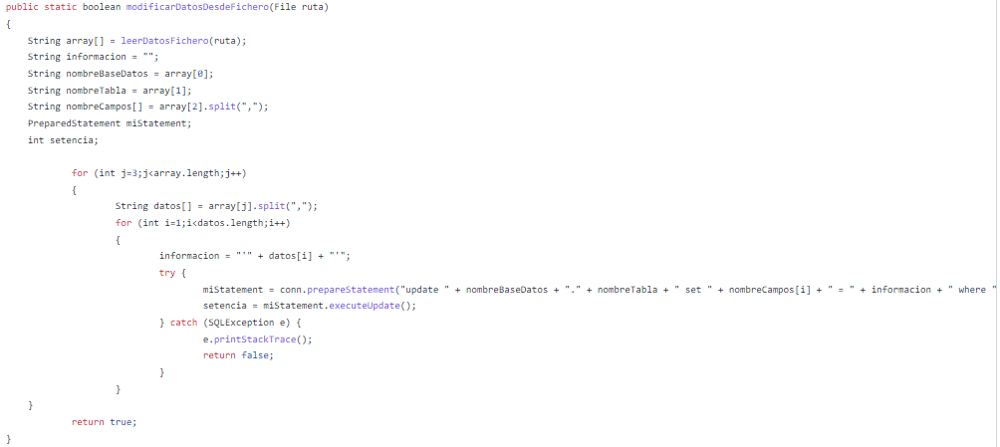 public static boolean modificarDatosDesdeFichero(File ruta)
{
    String array[] = leerDatosFichero(ruta);
    String informacion = "";
    String nombreBaseDatos = array[0];
    String nombreTabla = array[1];
    String nombreCampos[] = array[2].split(",");
    PreparedStatement miStatement;
    int setencia;
            for (int j=3;j<array.length;j++)
            {
                    String datos[] = array[j].split(",");
                    for (int i=1;i<datos.length;i++)
                    {
                            informacion = "'" + datos[i] + "'";
                            try {
                                    miStatement = conn.prepareStatement("update " + nombreBaseDatos + "." + nombreTabla + " set " + nombreCampos[i] + " = " + informacion + " where "
                                    setencia = miStatement.executeUpdate();
                            } catch (SQLException e) {
                                    e.printStackTrace();
                                    return false;
                            }
                    }
    }
            return true;
}